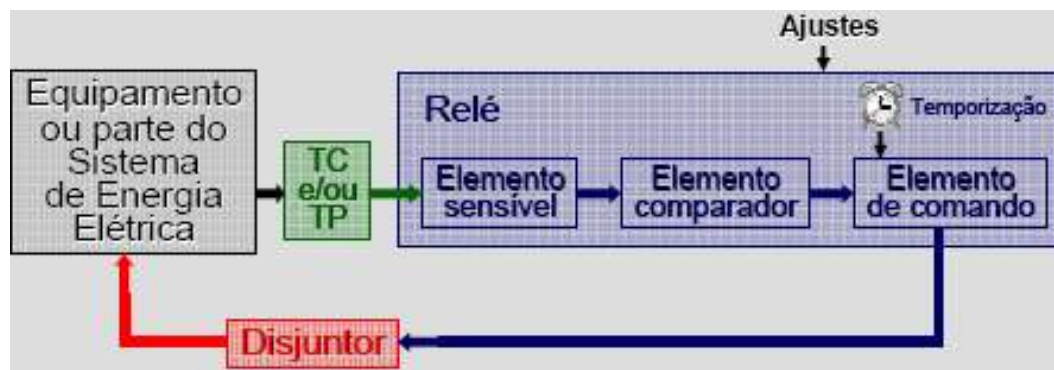 Ajustes
Equipamento
ou parte do
Sistema
de Energia
Elétrica
TC
e/ou
TP
Relé
Temporização
Elemento
sensível
Elemento
comparador
Elemento
de comando
Disjuntor